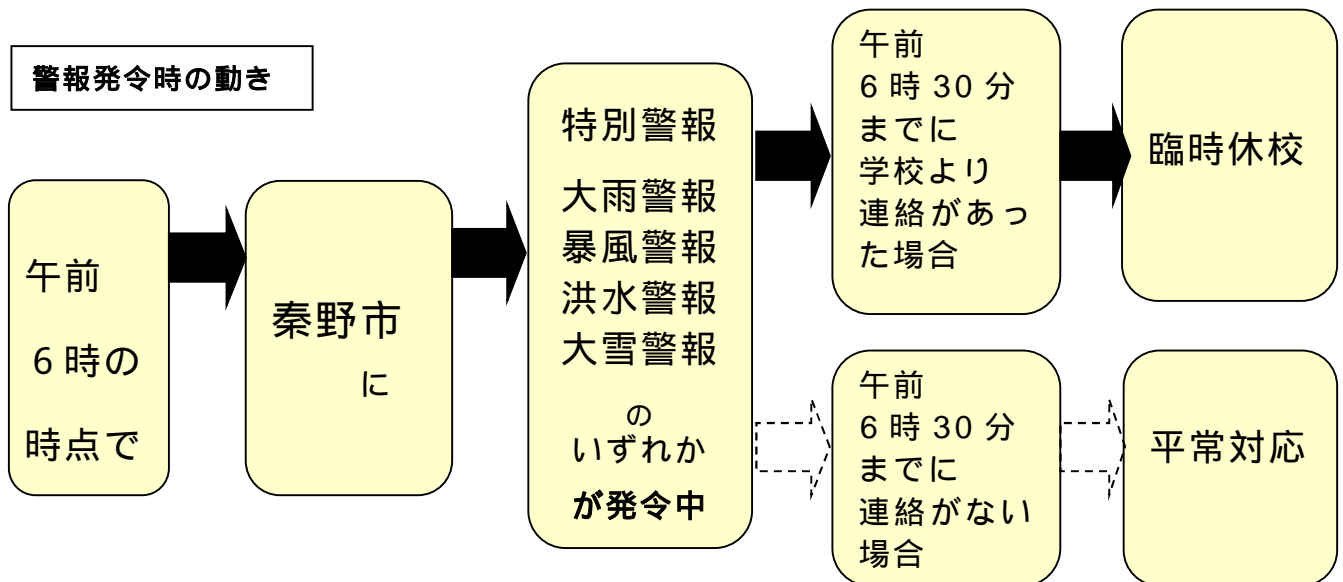 警報発令時の動き
午前
6時の
時点で
秦野市
に
特別警報
大雨警報
暴風警報
洪水警報
大雪警報
の
いずれか
が発令中
午前
6時30分
までに
学校より
連絡があっ
た場合
臨時休校
午前
6時30分
までに
連絡がない
場合
平常対応